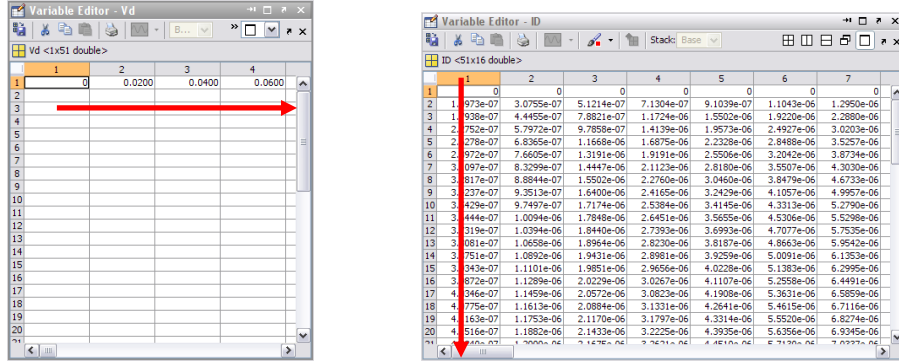 Variable Editor - Vd
B...
Vd <1x51 double>
1 2 3 4
1 0 0.0200 0.0400 0.0600
2
3
4
5
6
7
8
9
10
11
12
13
14
15
16
17
18
19
20
21
Variable Editor - ID
Stack: Base
ID <51x16 double>
1 2 3 4 5 6 7
1 0 0 0 0 0 0 0
2 3.0755e-07 5.1214e-07 7.1304e-07 9.1039e-07 1.1043e-06 1.2950e-06
3 4.4455e-07 7.8821e-07 1.1724e-06 1.5502e-06 1.9220e-06 2.2880e-06
4 5.7972e-07 9.7858e-07 1.4139e-06 1.9573e-06 2.4927e-06 3.0203e-06
5 6.8365e-07 1.1668e-06 1.6875e-06 2.2328e-06 2.8488e-06 3.5257e-06
6 7.6605e-07 1.3191e-06 1.9191e-06 2.5506e-06 3.2042e-06 3.8734e-06
7 8.3299e-07 1.4447e-06 2.1123e-06 2.8180e-06 3.5507e-06 4.3030e-06
8 8.8844e-07 1.5502e-06 2.2760e-06 3.0460e-06 3.8479e-06 4.6733e-06
9 9.3513e-07 1.6400e-06 2.4165e-06 3.2429e-06 4.1057e-06 4.9957e-06
10 9.7497e-07 1.7174e-06 2.5384e-06 3.4145e-06 4.3313e-06 5.2790e-06
11 1.0094e-06 1.7848e-06 2.6451e-06 3.5655e-06 4.5306e-06 5.5298e-06
12 1.0394e-06 1.8440e-06 2.7393e-06 3.6993e-06 4.7077e-06 5.7535e-06
13 1.0658e-06 1.8964e-06 2.8230e-06 3.8187e-06 4.8663e-06 5.9542e-06
14 1.0892e-06 1.9431e-06 2.8981e-06 3.9259e-06 5.0091e-06 6.1353e-06
15 1.1101e-06 1.9851e-06 2.9656e-06 4.0228e-06 5.1383e-06 6.2995e-06
16 1.1289e-06 2.0229e-06 3.0267e-06 4.1107e-06 5.2558e-06 6.4491e-06
17 1.1459e-06 2.0572e-06 3.0823e-06 4.1908e-06 5.3631e-06 6.5859e-06
18 1.1613e-06 2.0884e-06 3.1331e-06 4.2641e-06 5.4615e-06 6.7116e-06
19 1.1753e-06 2.1170e-06 3.1797e-06 4.3314e-06 5.5520e-06 6.8274e-06
20 1.1882e-06 2.1433e-06 3.2225e-06 4.3935e-06 5.6356e-06 6.9345e-06